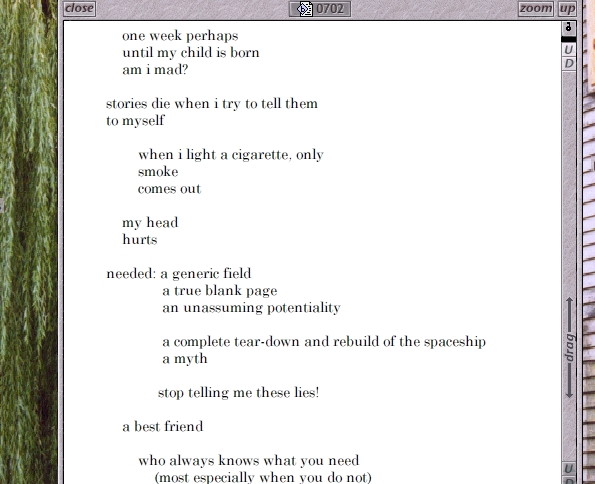 close
0702
zoom up
one week perhaps
until my child is born
am i mad?
U
D
stories die when i try to tell them
to myself
when i light a cigarette, only
smoke
comes out
my head
hurts
needed: a generic field
a true blank page
an unassuming potentiality
a complete tear-down and rebuild of the spaceship
a myth
drag
stop telling me these lies!
a best friend
who always knows what you need
(most especially when you do not)
U
D